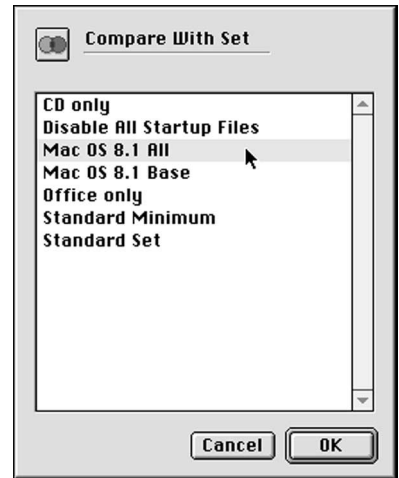 Compare With Set
CD only
Disable All Startup Files
Mac OS 8.1 All
Mac OS 8.1 Base
Office only
Standard Minimum
Standard Set
Cancel
OK